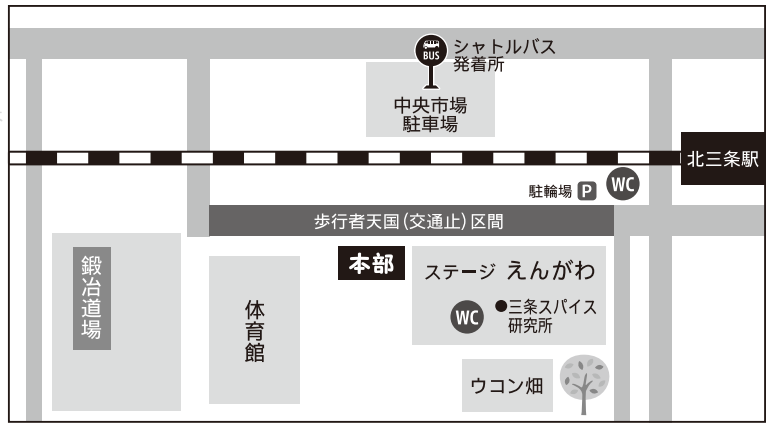 BUS
シャトルバス
発着所
中央市場
駐車場
北三条駅
駐輪場 P WC
歩行者天国（交通止）区間
本部
ステージ えんがわ
WC
●三条スパイス
研究所
鍛冶道場
体育館
ウコン畑